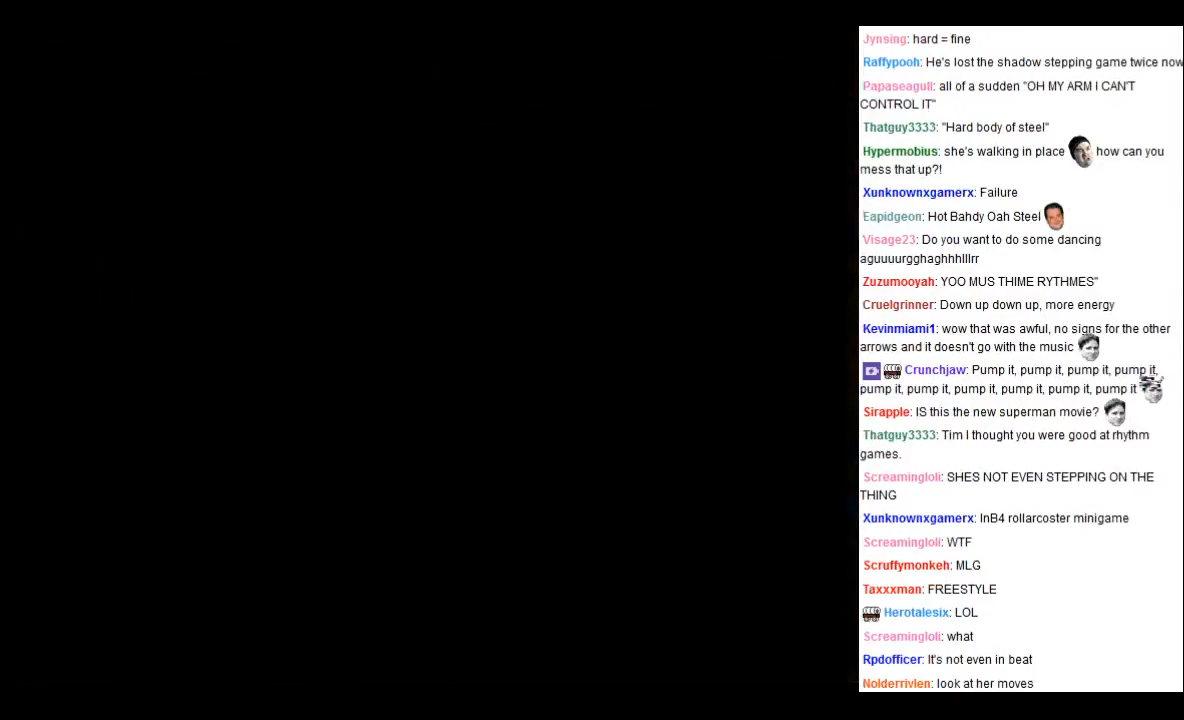 Jynsing: hard = fine
Raffypooh: He's lost the shadow stepping game twice now
Papaseagull: all of a sudden "OH MY ARM I CAN'T
CONTROL IT"
Thatguy3333: "Hard body of steel"
Hypermobius: she's walking in place how can you
mess that up?!
Xunknownxgamerx: Failure
Eapidgeon: Hot Bahdy Oah Steel
Visage23: Do you want to do some dancing
aguuuurgghaghhhlllrr
Zuzumooyah: YOO MUS THIME RYTHMES"
Cruelgrinner: Down up down up, more energy
Kevinmiami1: wow that was awful, no signs for the other
arrows and it doesn't go with the music
Crunchjaw: Pump it, pump it, pump it, pump it,
pump it, pump it, pump it, pump it, pump it, pump it
Sirapple: IS this the new superman movie?
Thatguy3333: Tim I thought you were good at rhythm
games.
Screamingloli: SHES NOT EVEN STEPPING ON THE
THING
Xunknownxgamerx: InB4 rollarcoster minigame
Screamingloli: WTF
Scruffymonkeh: MLG
Taxxxman: FREESTYLE
Herotalesix: LOL
Screamingloli: what
Rpdofficer: It's not even in beat
Nolderrivlen: look at her moves